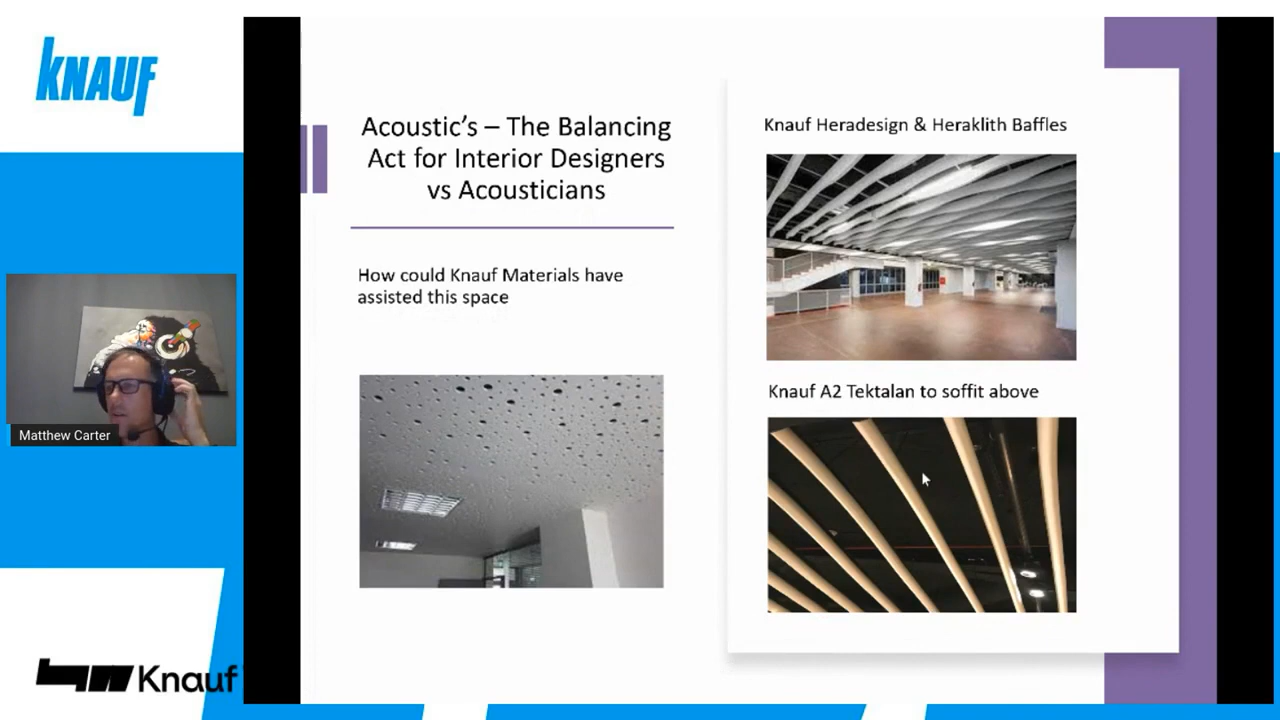 KNAUF
Acoustic's – The Balancing
Act for Interior Designers
vs Acousticians
How could Knauf Materials have
assisted this space
Knauf Heradesign & Heraklith Baffles
Knauf A2 Tektalan to soffit above
Matthew Carter
Knauf